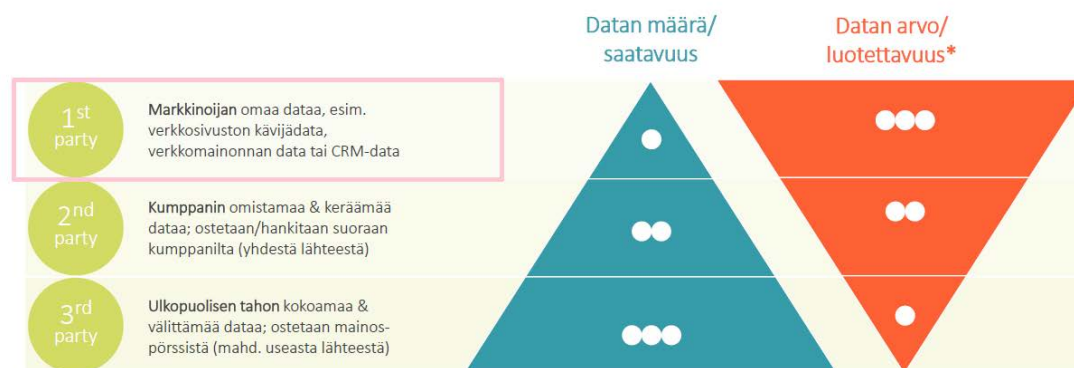 Datan määrä/
saatavuus
Datan arvo/
luotettavuus*
1st
party
Markkinoijan omaa dataa, esim.
verkkosivuston kävijädata,
verkkomainonnan data tai CRM-data
2nd
party
Kumppanin omistamaa & keräämää
dataa; ostetaan/hankitaan suoraan
kumppanilta (yhdestä lähteestä)
3rd
party
Ulkopuolisen tahon kokoamaa &
välittämää dataa; ostetaan mainos-
pörssistä (mahd. useasta lähteestä)